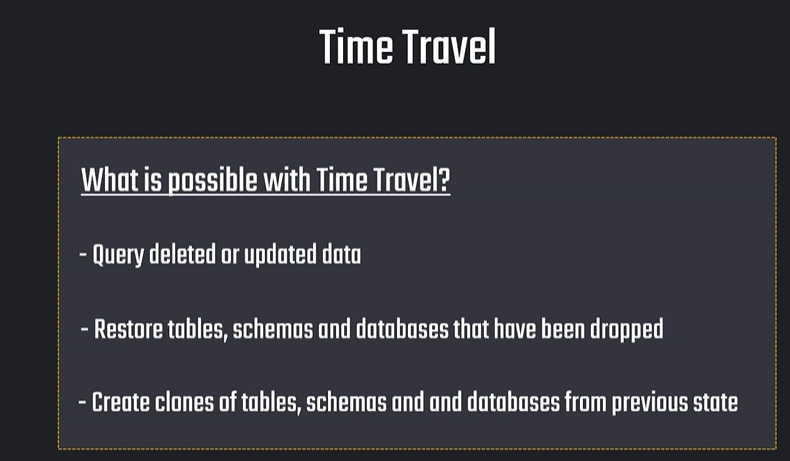 Time Travel
What is possible with Time Travel?
- Query deleted or updated data
- Restore tables, schemas and databases that have been dropped
- Create clones of tables, schemas and and databases from previous state